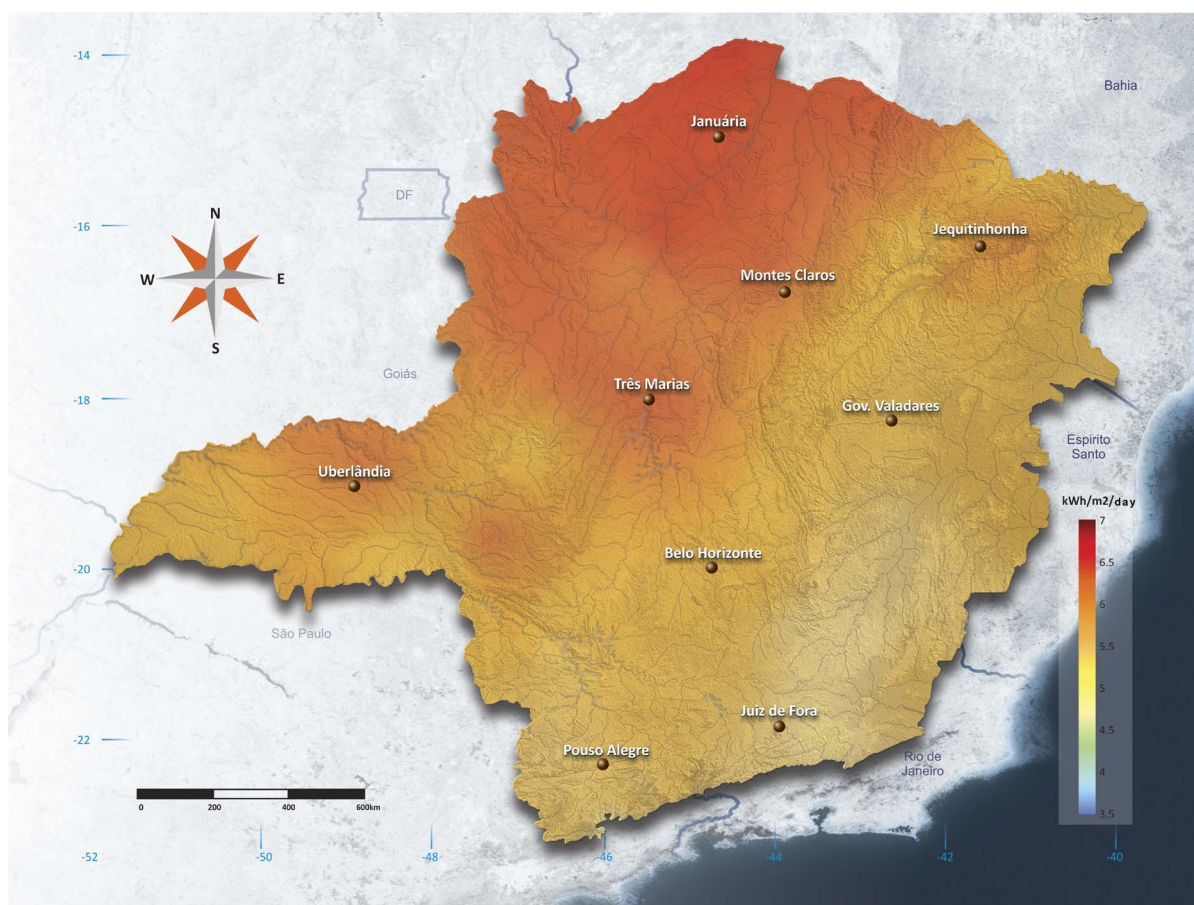 -14
Bahia
Januária
DF
N
-16
Jequitinhonha
W
E
Montes Claros
S
Goiás
Três Marias
-18
Gov. Valadares
Espirito
Santo
Uberlândia
kWh/m2/day
7
Belo Horizonte
6.5
-20
6
São Paulo
5.5
5
Juiz de Fora
4.5
-22
Pouso Alegre
Rio de
Janeiro
4
0
200
400
600km
3.5
-52
-50
-48
-46
-44
-42
-40